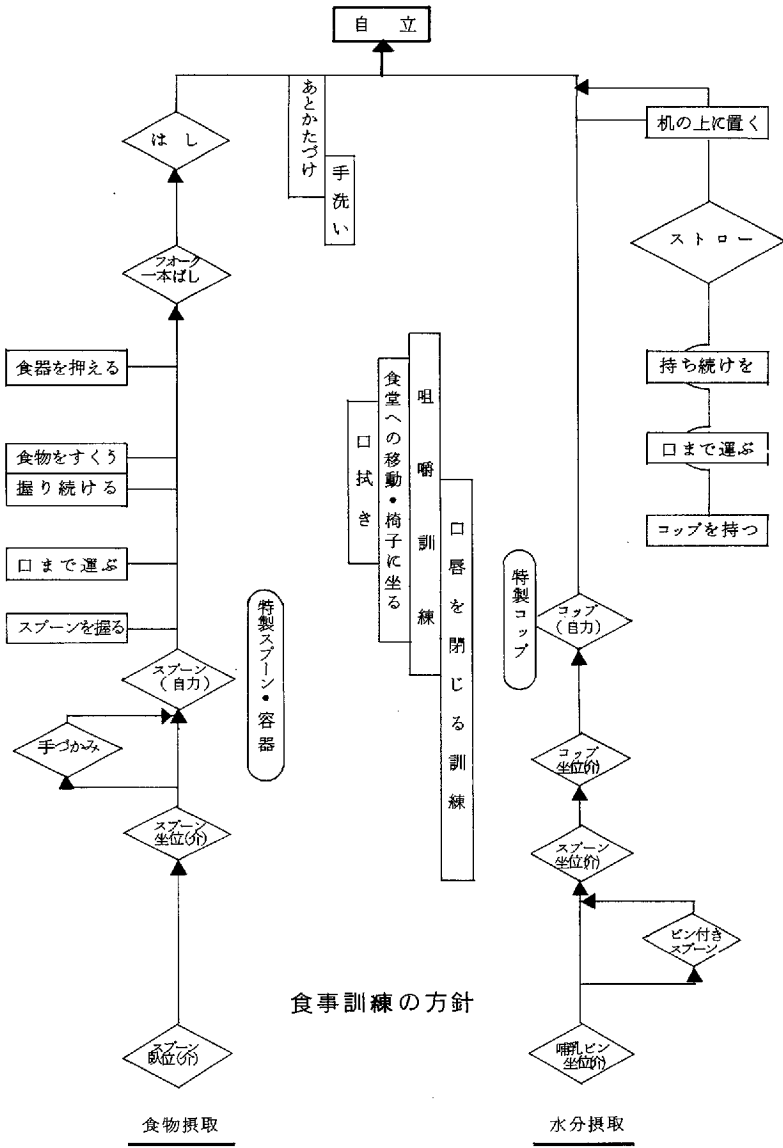 自立
あとかたづけ
手洗い
はし
フォーク
一本ばし
食器を押える
食物をすくう
握り続ける
口まで運ぶ
スプーンを握る
スプーン
(自力)
手づかみ
スプーン
坐位(介)
スプーン
臥位(介)
食物摂取
特製スプーン・容器
口拭き
食堂への移動・椅子に坐る
咀嚼訓練
口唇を閉じる訓練
特製コップ
机の上に置く
ストロー
持ち続けを
口まで運ぶ
コップを持つ
コップ
(自力)
コップ
坐位(介)
スプーン
坐位(介)
ビン付き
スプーン
哺乳ビン
坐位(介)
水分摂取
食事訓練の方針